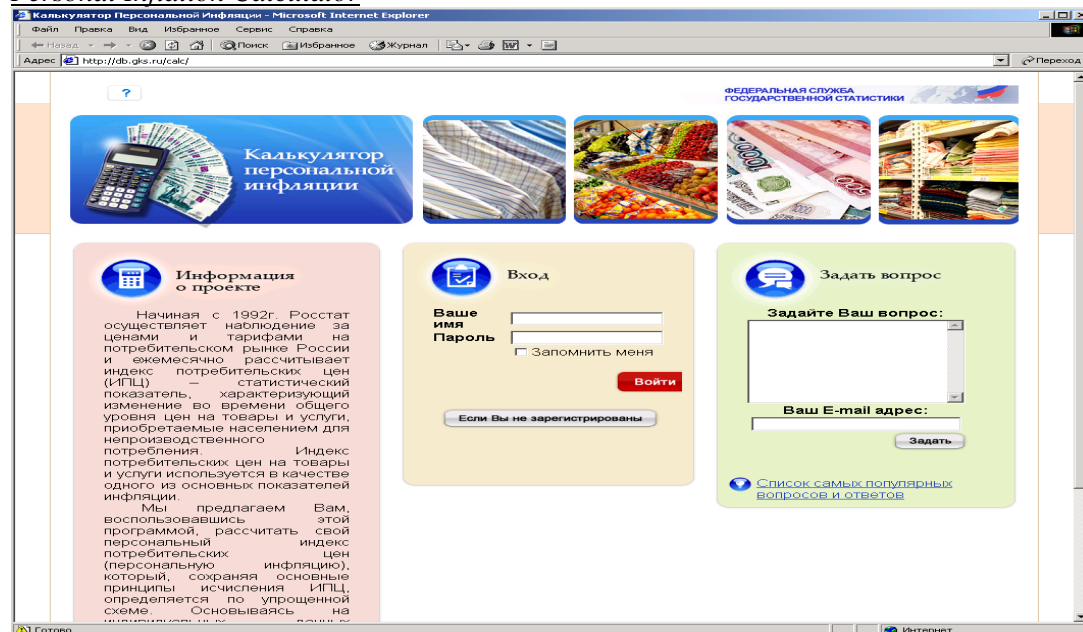 Personal Inflation Calculator
Калькулятор Персональной Инфляции - Microsoft Internet Explorer
Файл Правка Вид Избранное Сервис Справка
Назад Поиск Избранное Журнал
Адрес http://db.gks.ru/calc/ Переход
?
ФЕДЕРАЛЬНАЯ СЛУЖБА
ГОСУДАРСТВЕННОЙ СТАТИСТИКИ
Калькулятор
персональной
инфляции
Информация
о проекте
Начиная с 1992г. Росстат
осуществляет наблюдение за
ценами и тарифами на
потребительском рынке России
и ежемесячно рассчитывает
индекс потребительских цен
(ИПЦ) – статистический
показатель, характеризующий
изменение во времени общего
уровня цен на товары и услуги,
приобретаемые населением для
непроизводственного
потребления. Индекс
потребительских цен на товары
и услуги используется в качестве
одного из основных показателей
инфляции.
Мы предлагаем Вам,
воспользовавшись этой
программой, рассчитать свой
персональный индекс
потребительских цен
(персональную инфляцию),
который, сохраняя основные
принципы исчисления ИПЦ,
определяется по упрощенной
схеме. Основываясь на
Вход
Ваше
имя
Пароль
Запомнить меня
Войти
Если Вы не зарегистрированы
Задать вопрос
Задайте Ваш вопрос:
Ваш E-mail адрес:
Задать
Список самых популярных
вопросов и ответов
Готово Интернет